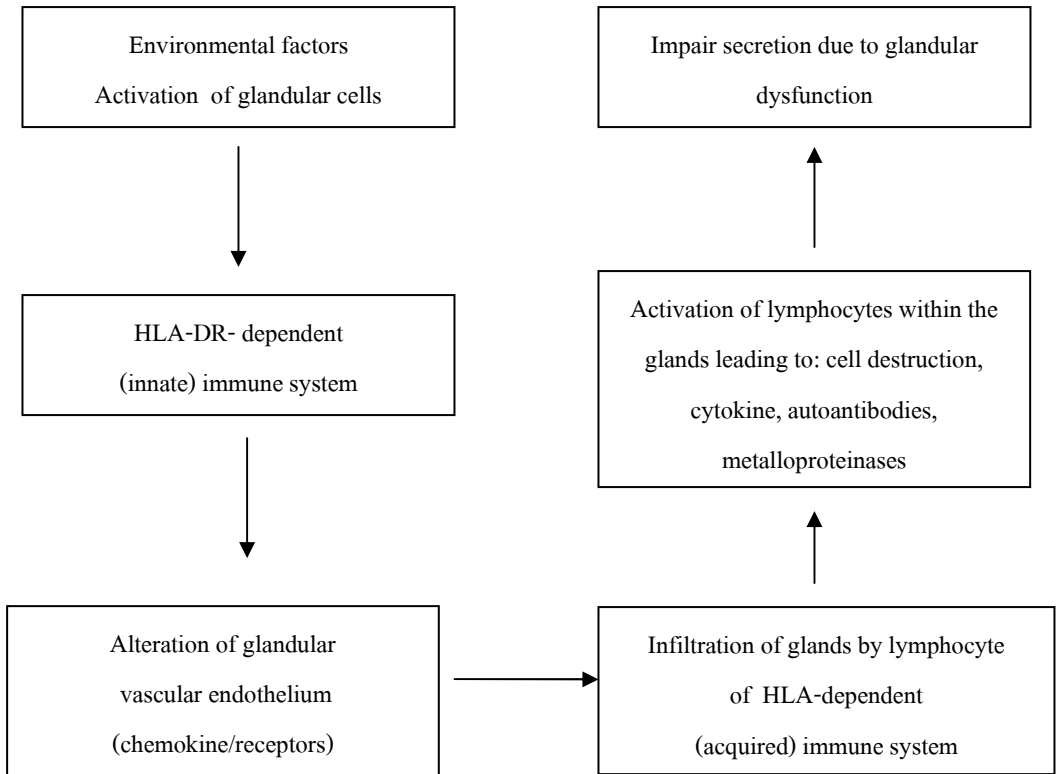 Environmental factors
Activation of glandular cells
HLA-DR- dependent
(innate) immune system
Alteration of glandular
vascular endothelium
(chemokine/receptors)
Infiltration of glands by lymphocyte
of HLA-dependent
(acquired) immune system
Activation of lymphocytes within the
glands leading to: cell destruction,
cytokine, autoantibodies,
metalloproteinases
Impair secretion due to glandular
dysfunction